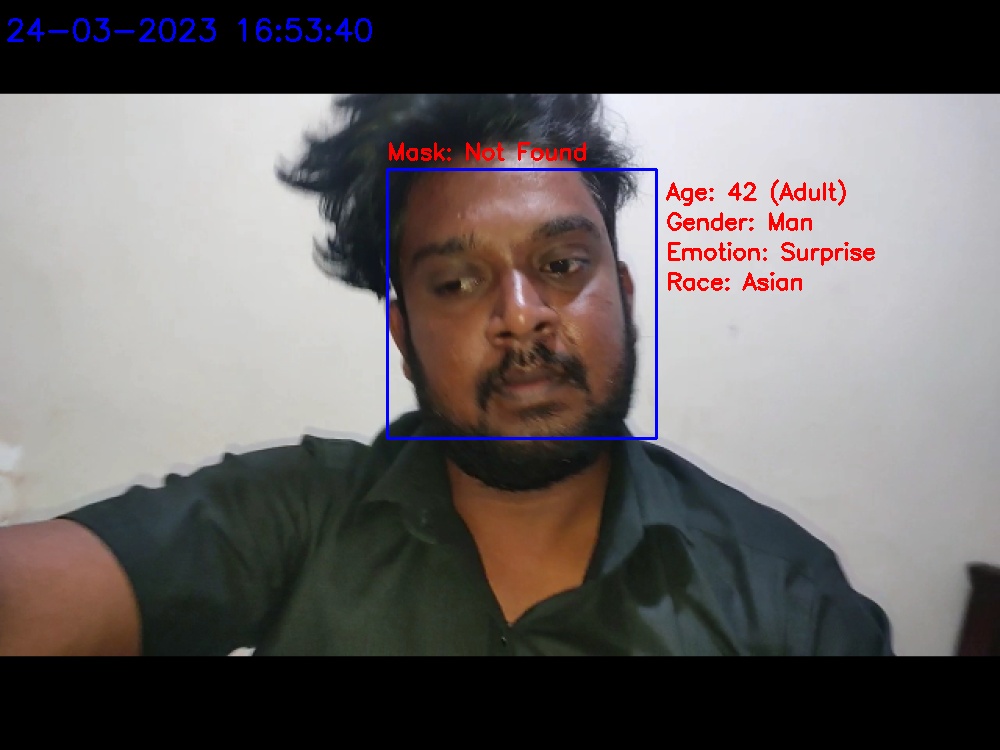 24-03-2023 16:53:40
Mask: Not Found
Age: 42 (Adult)
Gender: Man
Emotion: Surprise
Race: Asian